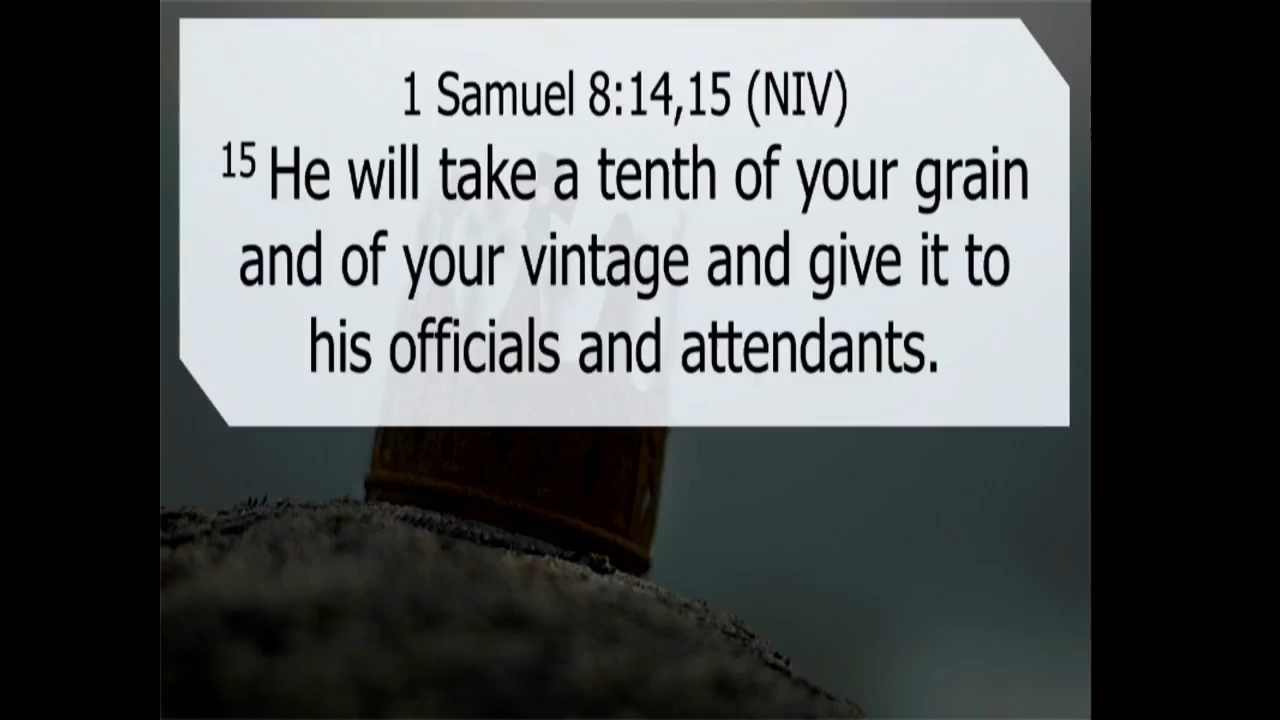 1 Samuel 8:14,15 (NIV)
15 He will take a tenth of your grain
and of your vintage and give it to
his officials and attendants.